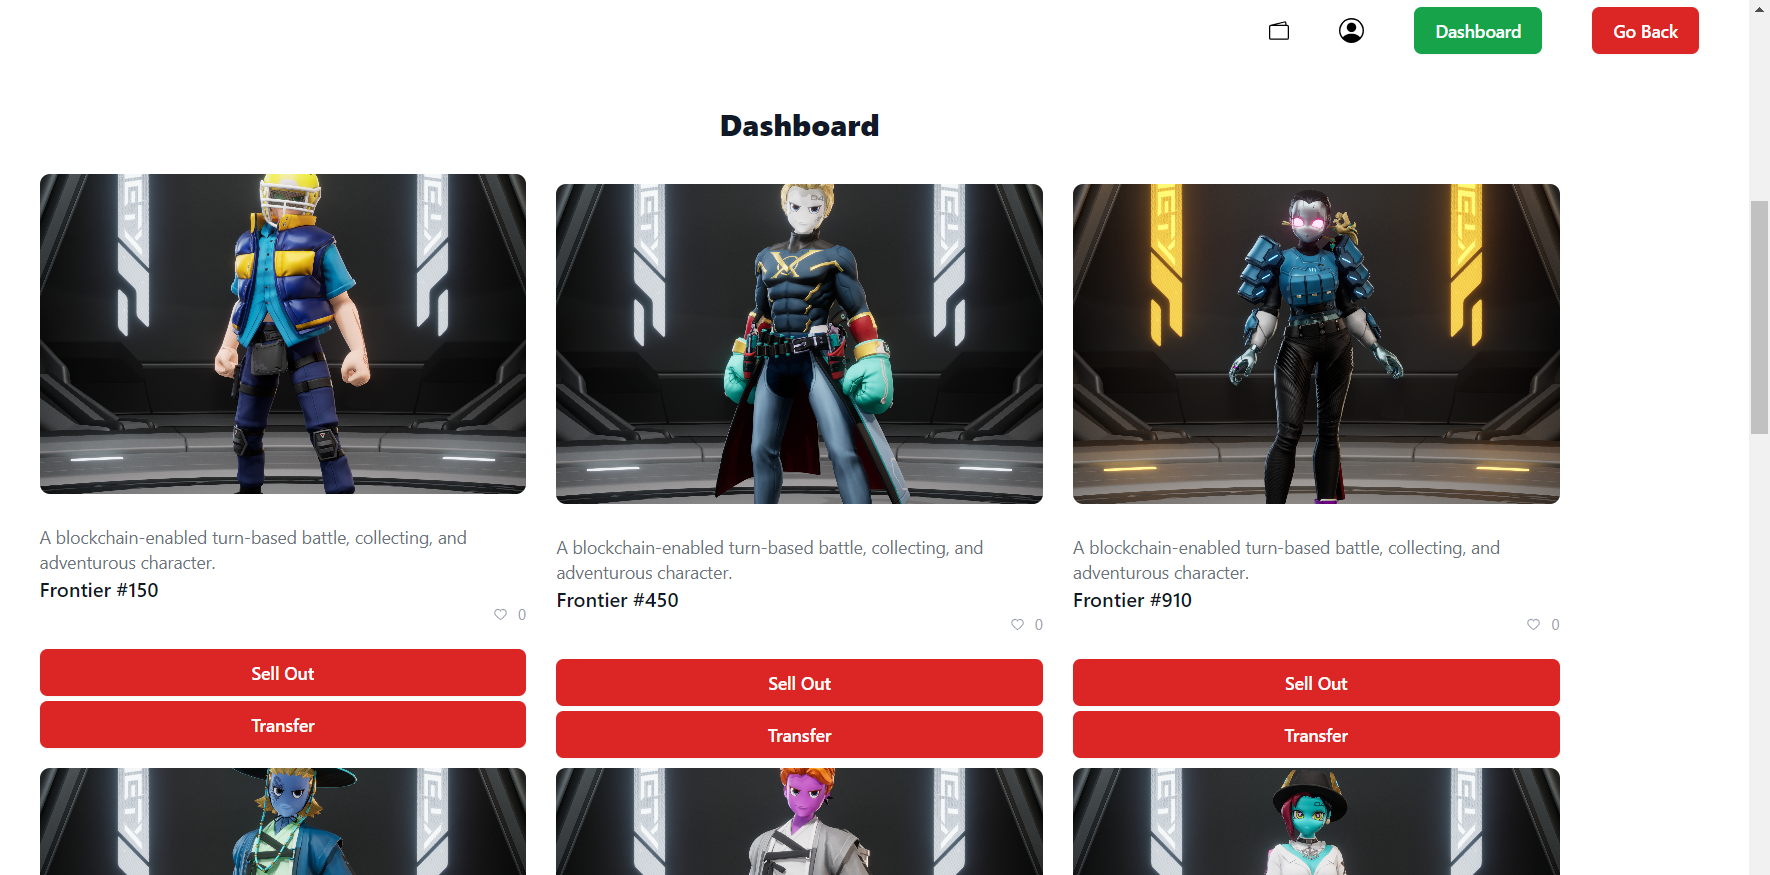 Dashboard
Go Back
Dashboard
A blockchain-enabled turn-based battle, collecting, and
adventurous character.
Frontier #150
0
Sell Out
Transfer
A blockchain-enabled turn-based battle, collecting, and
adventurous character.
Frontier #450
0
Sell Out
Transfer
A blockchain-enabled turn-based battle, collecting, and
adventurous character.
Frontier #910
0
Sell Out
Transfer